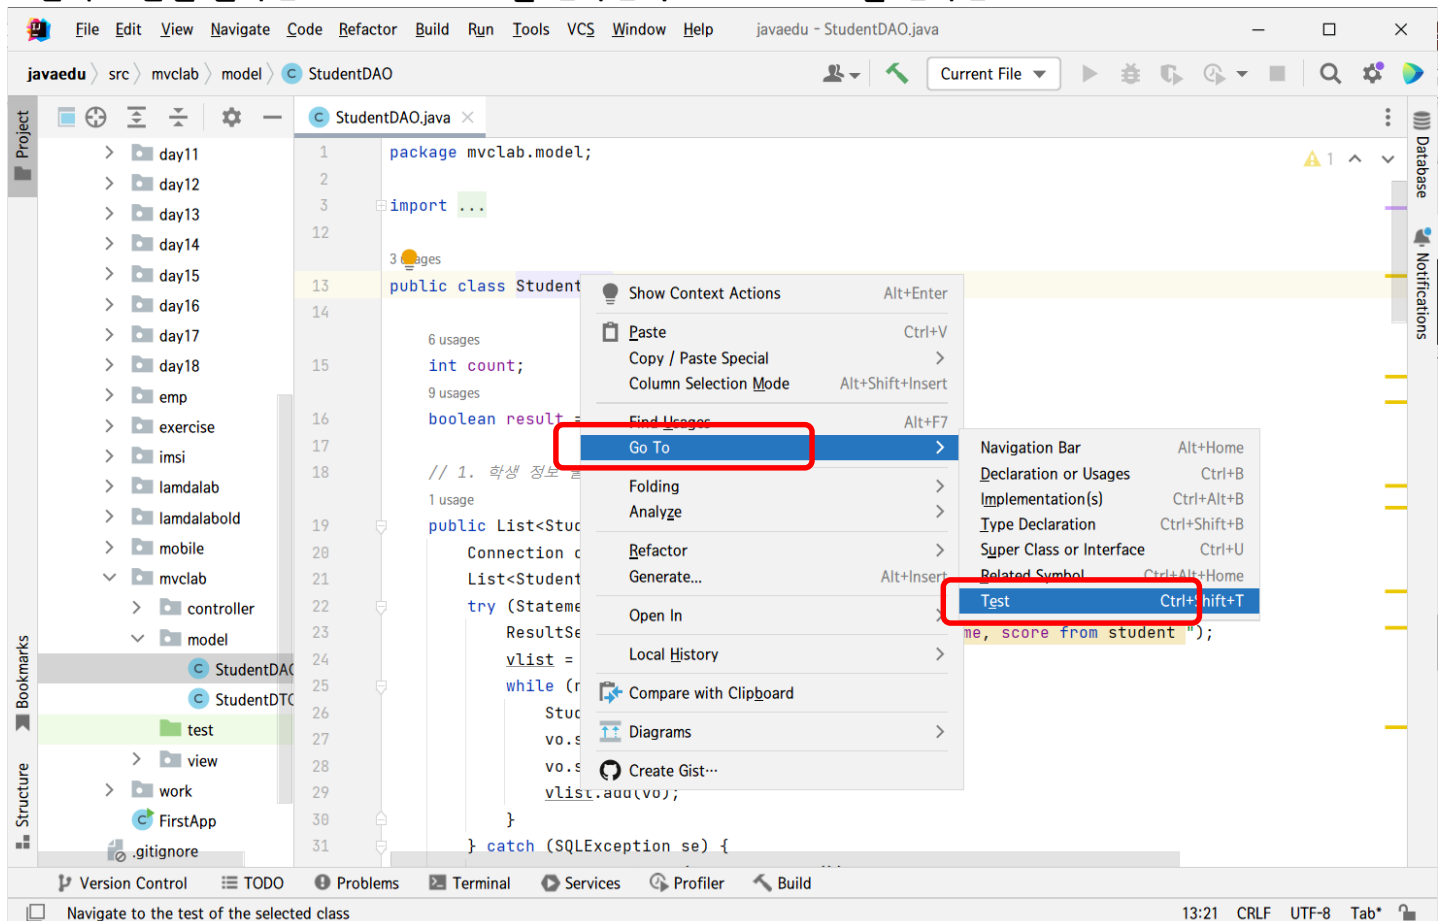 File Edit View Navigate Code Refactor Build Run Tools VCS Window Help javaedu - StudentDAO.java
javaedu src mvclab model StudentDAO Current File
Project
StudentDAO.java
day11
day12
day13
day14
day15
day16
day17
day18
emp
exercise
imsi
lamdalab
lamdalabold
mobile
mvclab
controller
model
StudentDA
StudentDT
test
view
work
FirstApp
.gitignore
1 package mvclab.model;
2
3 import ...
12
3 usages
13 public class Student
14
6 usages
15 int count;
9 usages
16 boolean result =
17
18 // 1. 학생 정보
1 usage
19 public List<Stud
20 Connection
21 List<Student
22 try (Stateme
23 ResultSe me, score from student ");
24 vlist =
25 while (
26 Stud
27 vo.s
28 vo.s
29 vlist.add(vo);
30 }
31 } catch (SQLException se) {
Show Context Actions Alt+Enter
Paste Ctrl+V
Copy / Paste Special
Column Selection Mode Alt+Shift+Insert
Find Usages Alt+F7
Go To
Folding
Analyze
Refactor
Generate... Alt+Insert
Open In
Local History
Compare with Clipboard
Diagrams
Create Gist...
Navigation Bar Alt+Home
Declaration or Usages Ctrl+B
Implementation(s) Ctrl+Alt+B
Type Declaration Ctrl+Shift+B
Super Class or Interface Ctrl+U
Related Symbol Ctrl+Alt+Home
Test Ctrl+Shift+T
1
Database
Notifications
Bookmarks
Structure
Version Control TODO Problems Terminal Services Profiler Build
Navigate to the test of the selected class 13:21 CRLF UTF-8 Tab*